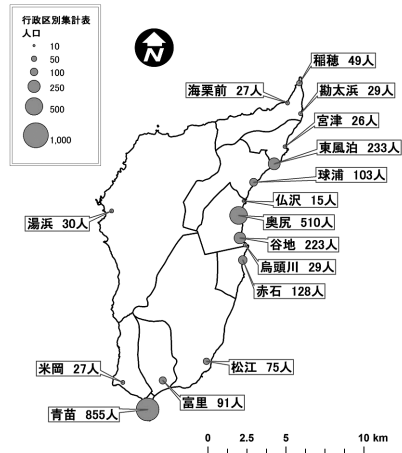 行政区別集計表
人口
10
50
100
250
500
1,000
N
稲穂 49人
海栗前 27人
勘太浜 29人
宮津 26人
東風泊 233人
球浦 103人
仏沢 15人
湯浜 30人
奥尻 510人
谷地 223人
烏頭川 29人
赤石 128人
松江 75人
米岡 27人
富里 91人
青苗 855人
0 2.5 5 10 km